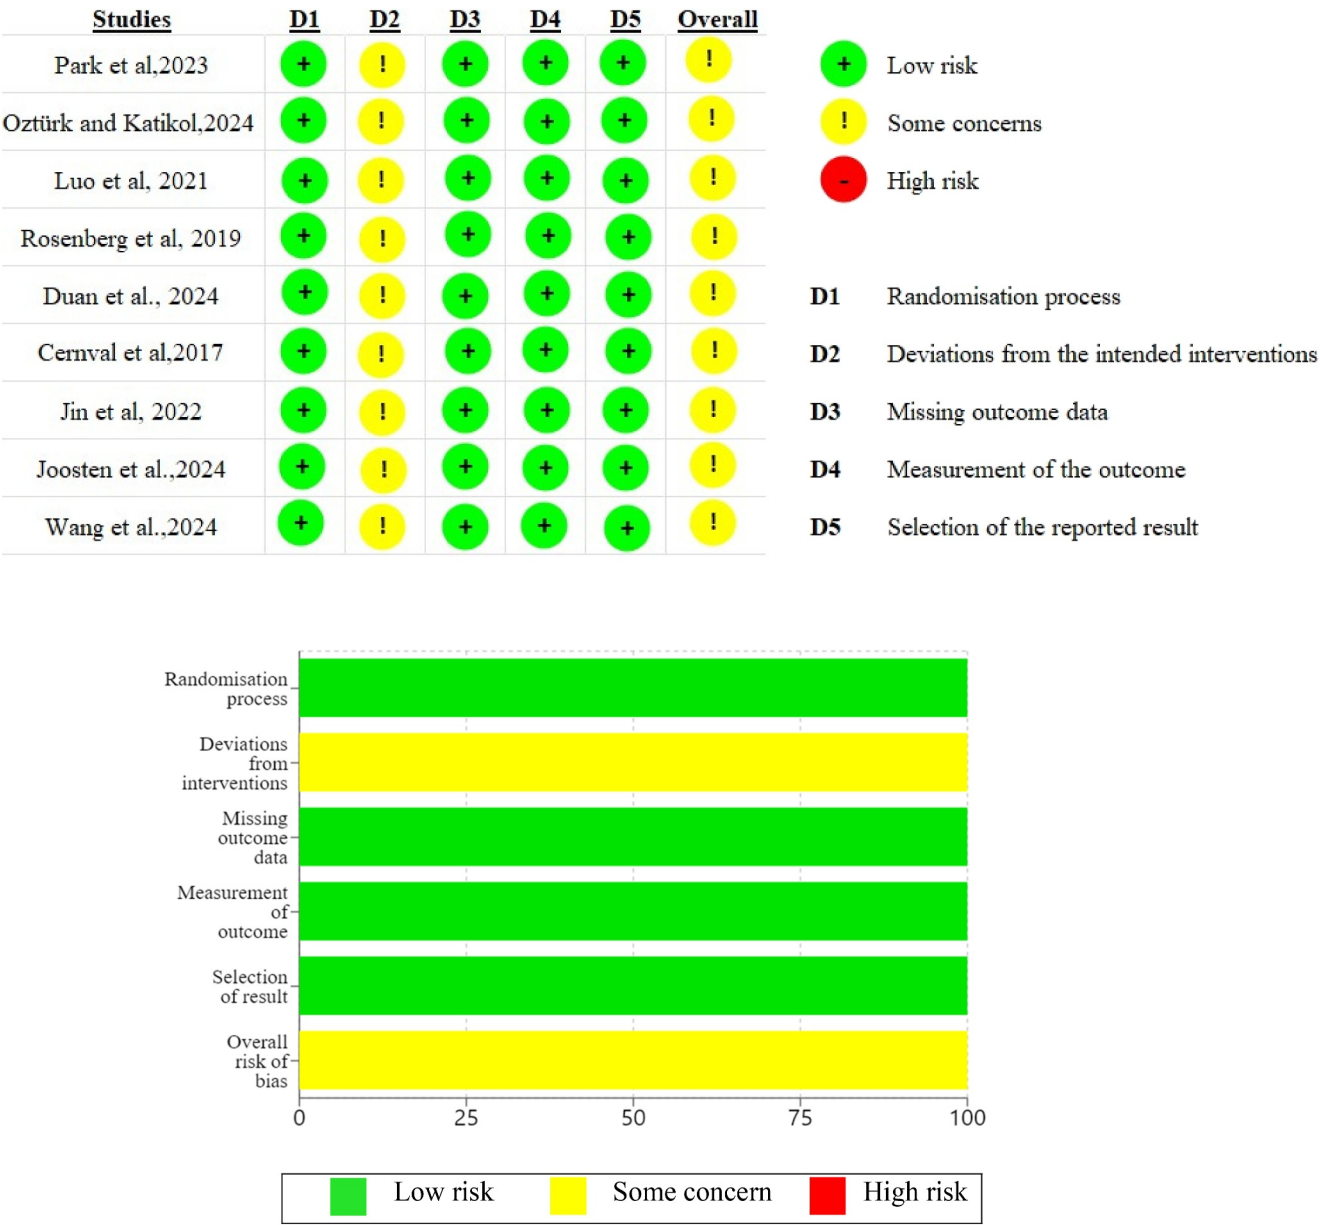 Studies D1 D2 D3 D4 D5 Overall
Park et al,2023 + ! + + + !
Oztürk and Katikol,2024 + ! + + + !
Luo et al, 2021 + ! + + + !
Rosenberg et al, 2019 + ! + + + !
Duan et al., 2024 + ! + + + !
Cernval et al,2017 + ! + + + !
Jin et al, 2022 + ! + + + !
Joosten et al.,2024 + ! + + + !
Wang et al.,2024 + ! + + + !
+ Low risk
! Some concerns
- High risk
D1 Randomisation process
D2 Deviations from the intended interventions
D3 Missing outcome data
D4 Measurement of the outcome
D5 Selection of the reported result
Randomisation
process
Deviations
from
interventions
Missing
outcome
data
Measurement
of
outcome
Selection
of result
Overall
risk of
bias
0 25 50 75 100
Low risk Some concern High risk